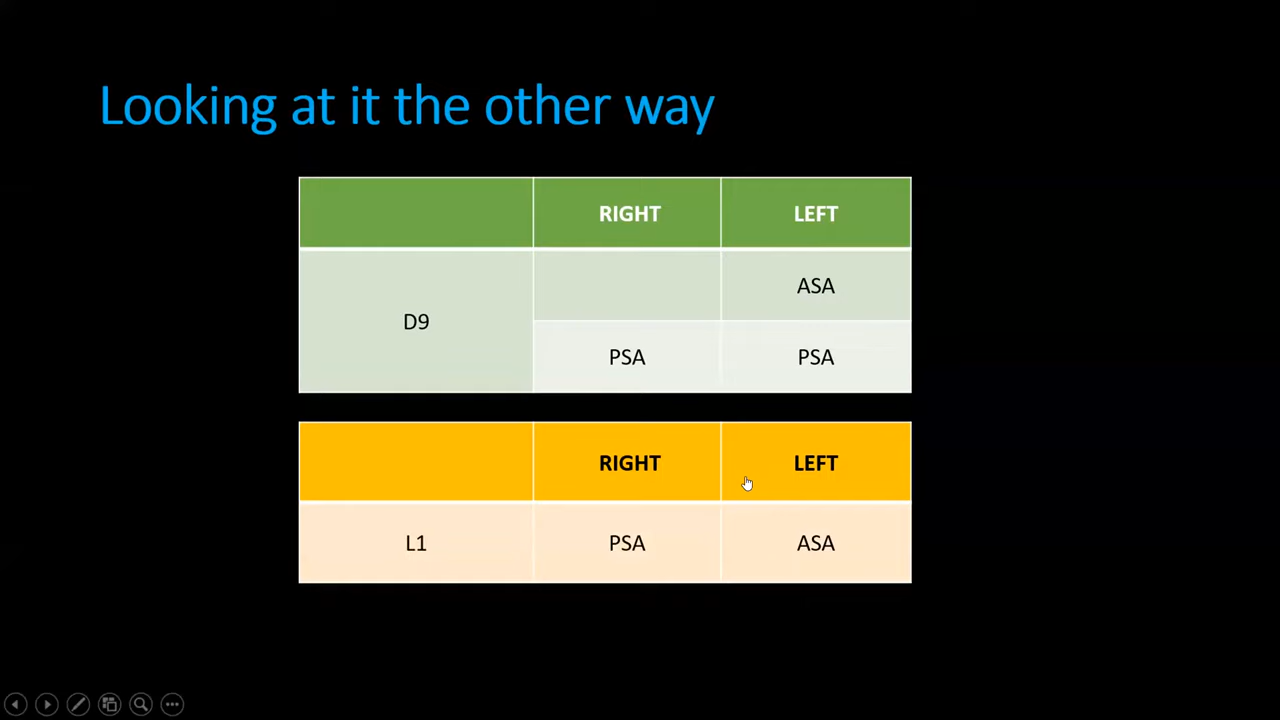 Looking at it the other way
RIGHT LEFT
D9
ASA
PSA PSA
RIGHT LEFT
L1 PSA ASA